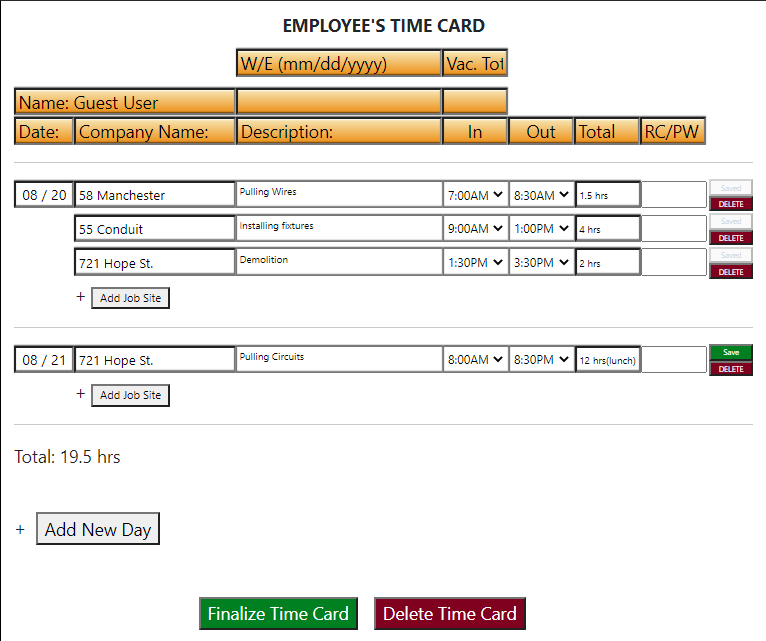 EMPLOYEE'S TIME CARD
W/E (mm/dd/yyyy) Vac. Tot
Name: Guest User
Date: Company Name: Description: In Out Total RC/PW
08 / 20 58 Manchester Pulling Wires 7:00AM 8:30AM 1.5 hrs Saved
DELETE
55 Conduit Installing fixtures 9:00AM 1:00PM 4 hrs Saved
DELETE
721 Hope St. Demolition 1:30PM 3:30PM 2 hrs Saved
DELETE
+ Add Job Site
08 / 21 721 Hope St. Pulling Circuits 8:00AM 8:30PM 12 hrs(lunch) Save
DELETE
+ Add Job Site
Total: 19.5 hrs
+ Add New Day
Finalize Time Card Delete Time Card